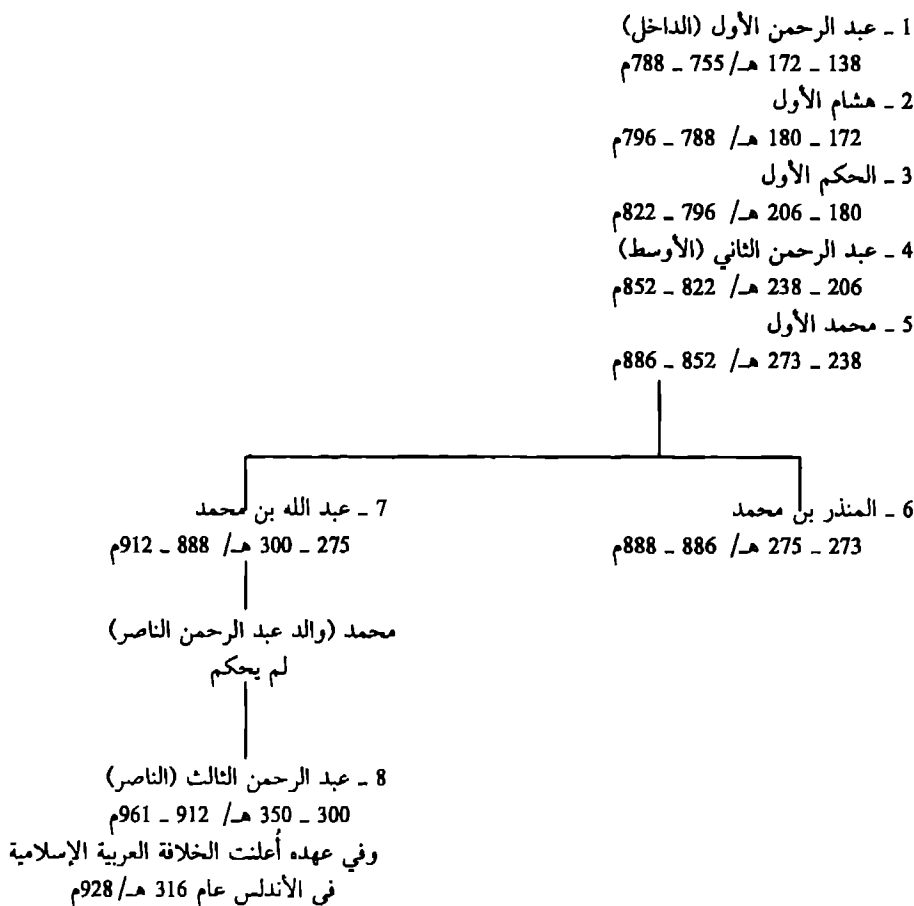 1 ـ عبد الرحمن الأول (الداخل)
138 ـ 172 هـ/ 755 ـ 788م
2 ـ هشام الأول
172 ـ 180 هـ/ 788 ـ 796م
3 ـ الحكم الأول
180 ـ 206 هـ/ 796 ـ 822م
4 ـ عبد الرحمن الثاني (الأوسط)
206 ـ 238 هـ/ 822 ـ 852م
5 ـ محمد الأول
238 ـ 273 هـ/ 852 ـ 886م
6 ـ المنذر بن محمد
273 ـ 275 هـ/ 886 ـ 888م
7 ـ عبد الله بن محمد
275 ـ 300 هـ/ 888 ـ 912م
محمد (والد عبد الرحمن الناصر)
لم يحكم
8 ـ عبد الرحمن الثالث (الناصر)
300 ـ 350 هـ/ 912 ـ 961م
وفي عهده أُعلنت الخلافة العربية الإسلامية
في الأندلس عام 316 هـ/928م